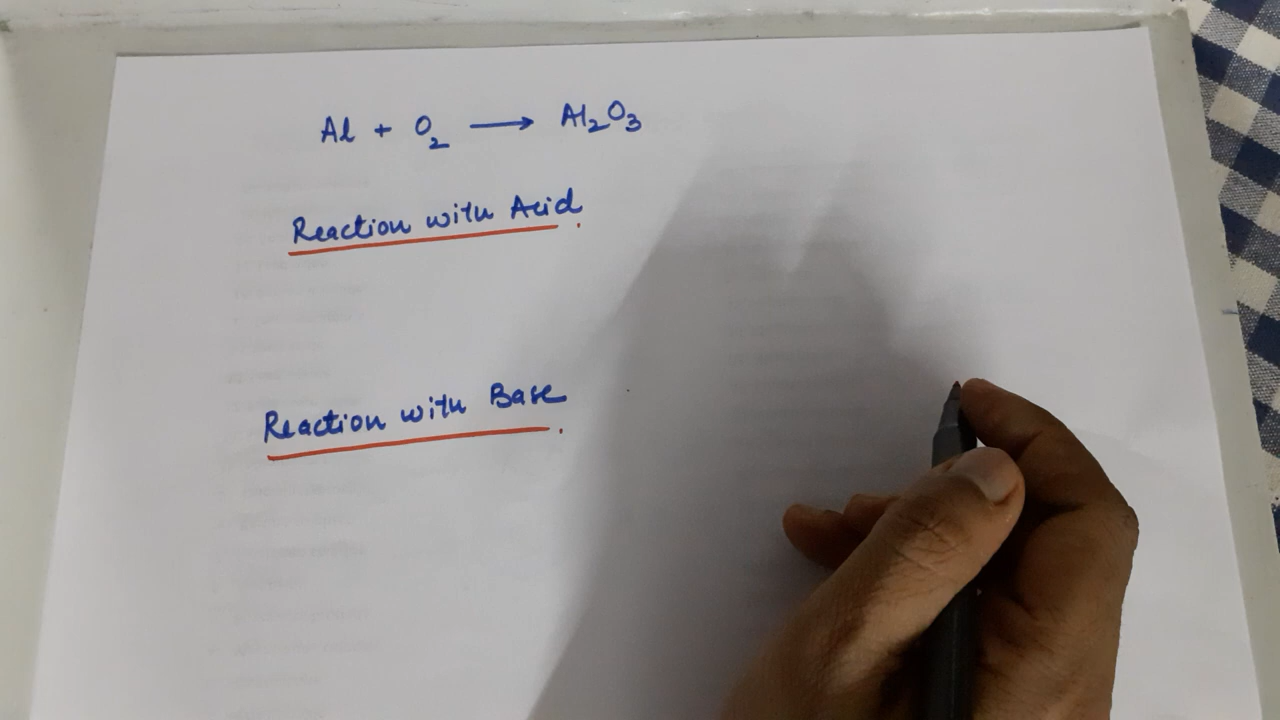 Al + O₂ → Al₂O₃
Reaction with Acid.
Reaction with Base.